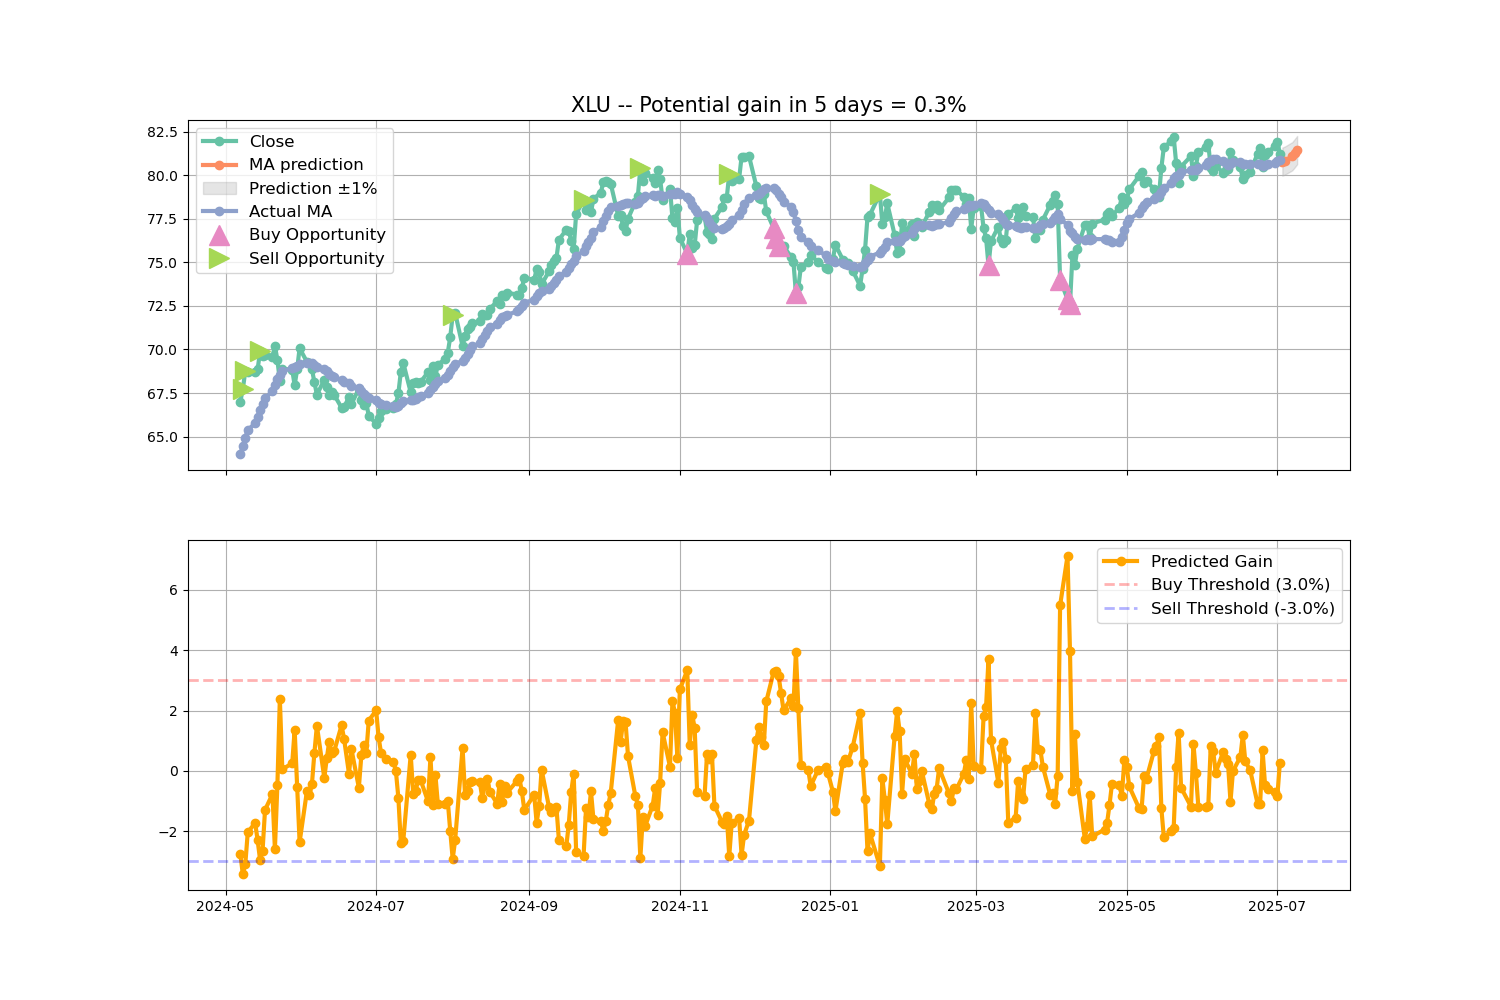 XLU -- Potential gain in 5 days = 0.3%
82.5
80.0
77.5
75.0
72.5
70.0
67.5
65.0
Close
MA prediction
Prediction ±1%
Actual MA
Buy Opportunity
Sell Opportunity
6
4
2
0
−2
Predicted Gain
Buy Threshold (3.0%)
Sell Threshold (-3.0%)
2024-05
2024-07
2024-09
2024-11
2025-01
2025-03
2025-05
2025-07